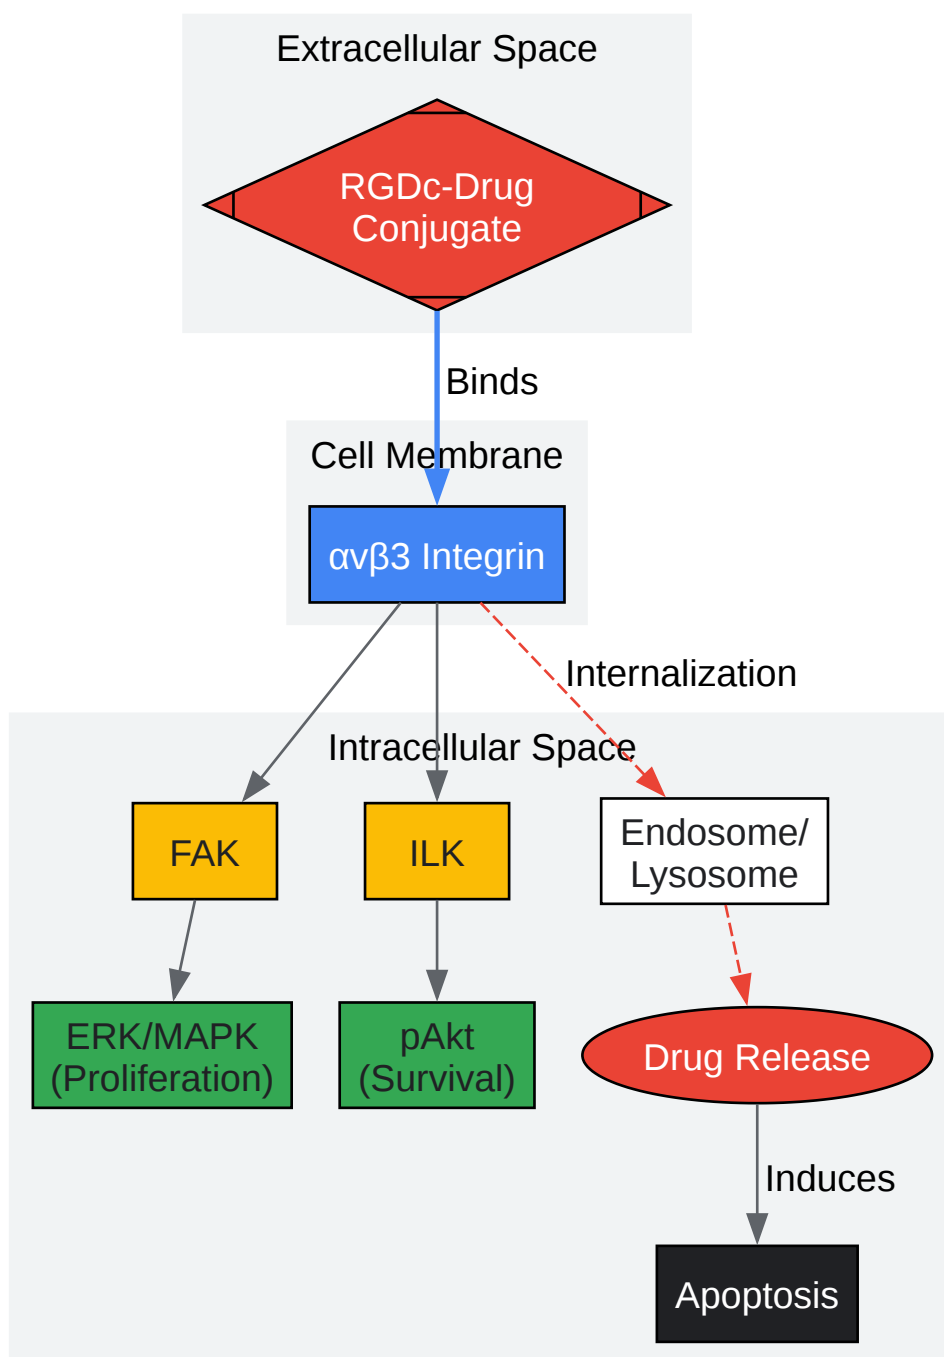 Extracellular Space
RGDc-Drug
Conjugate
Binds
Cell Membrane
αvβ3 Integrin
Internalization
Intracellular Space
FAK
ILK
Endosome/
Lysosome
ERK/MAPK
(Proliferation)
pAkt
(Survival)
Drug Release
Induces
Apoptosis